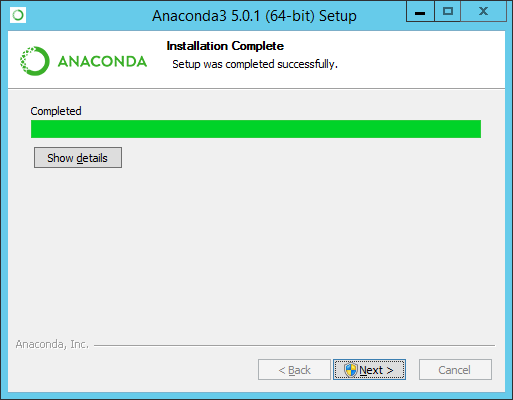 Anaconda3 5.0.1 (64-bit) Setup
ANACONDA
Installation Complete
Setup was completed successfully.
Completed
Show details
Anaconda, Inc.
< Back
Next >
Cancel